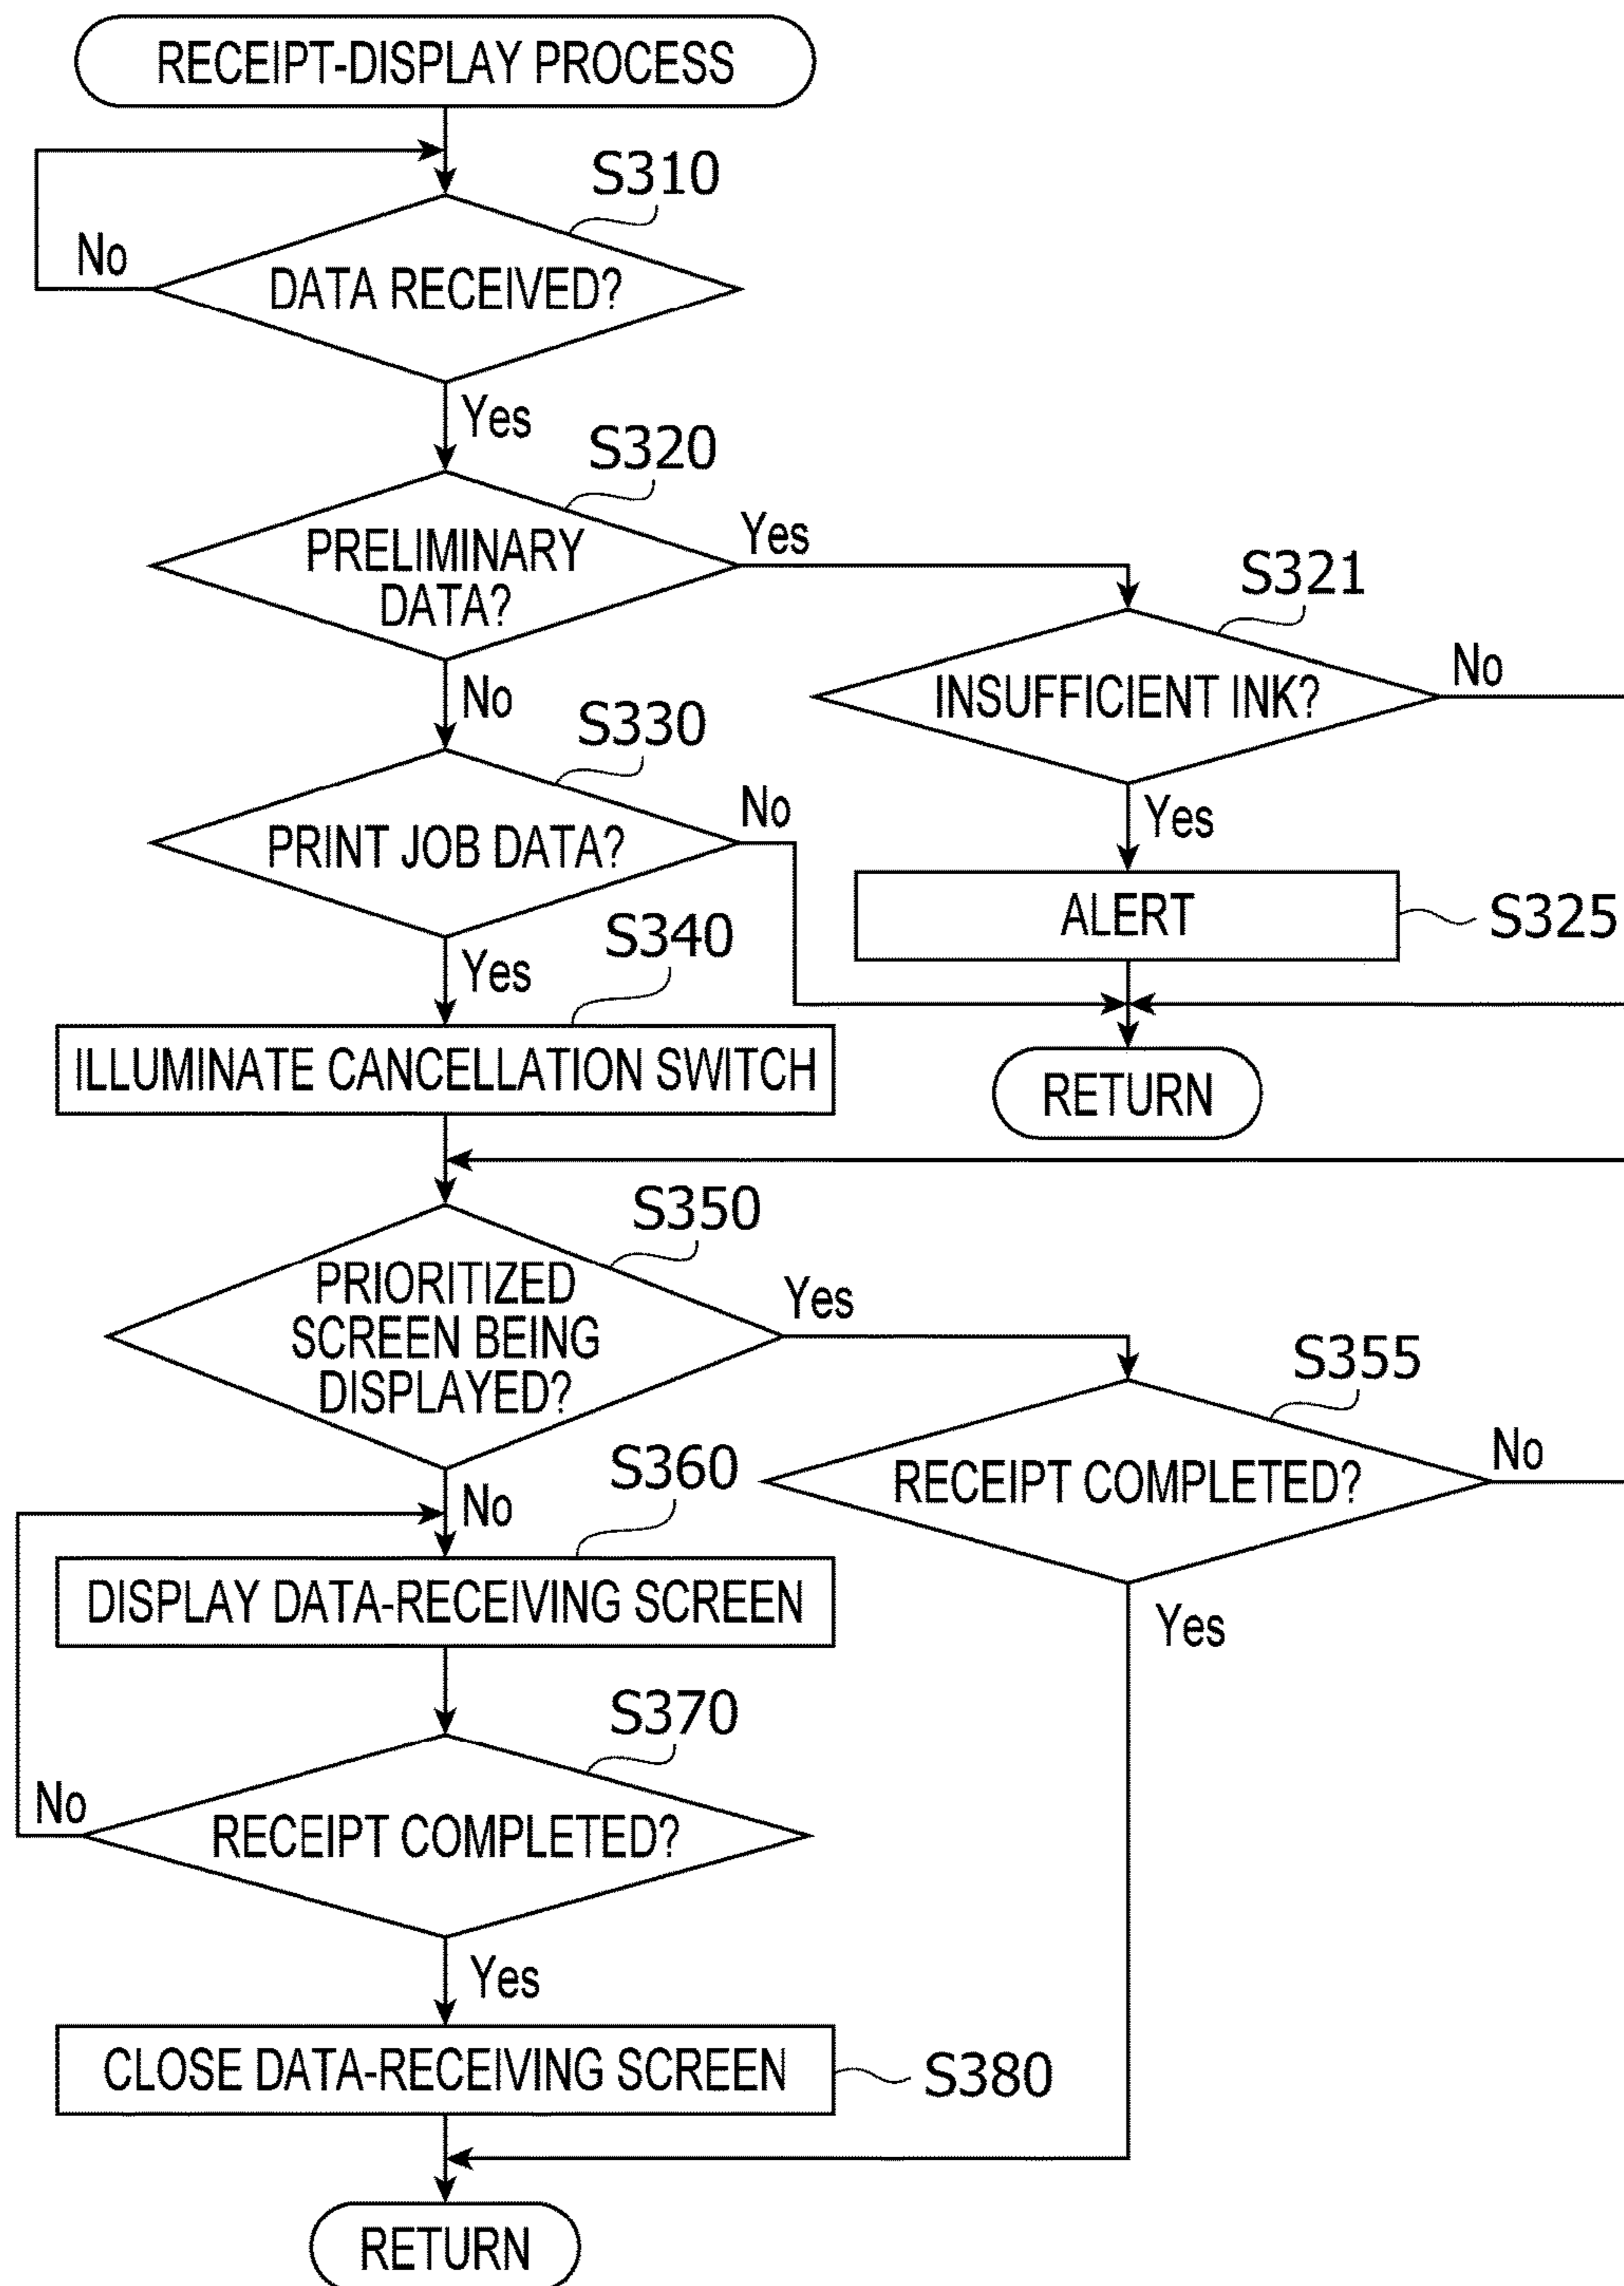 RECEIPT-DISPLAY PROCESS
S310
No
DATA RECEIVED?
Yes
S320
PRELIMINARY
DATA?
Yes
S321
No
INSUFFICIENT INK?
No
S330
No
PRINT JOB DATA?
Yes
ALERT
S325
S340
Yes
ILLUMINATE CANCELLATION SWITCH
RETURN
S350
PRIORITIZED
SCREEN BEING
DISPLAYED?
Yes
S355
No
RECEIPT COMPLETED?
S360
No
Yes
DISPLAY DATA-RECEIVING SCREEN
S370
No
RECEIPT COMPLETED?
Yes
CLOSE DATA-RECEIVING SCREEN
S380
RETURN